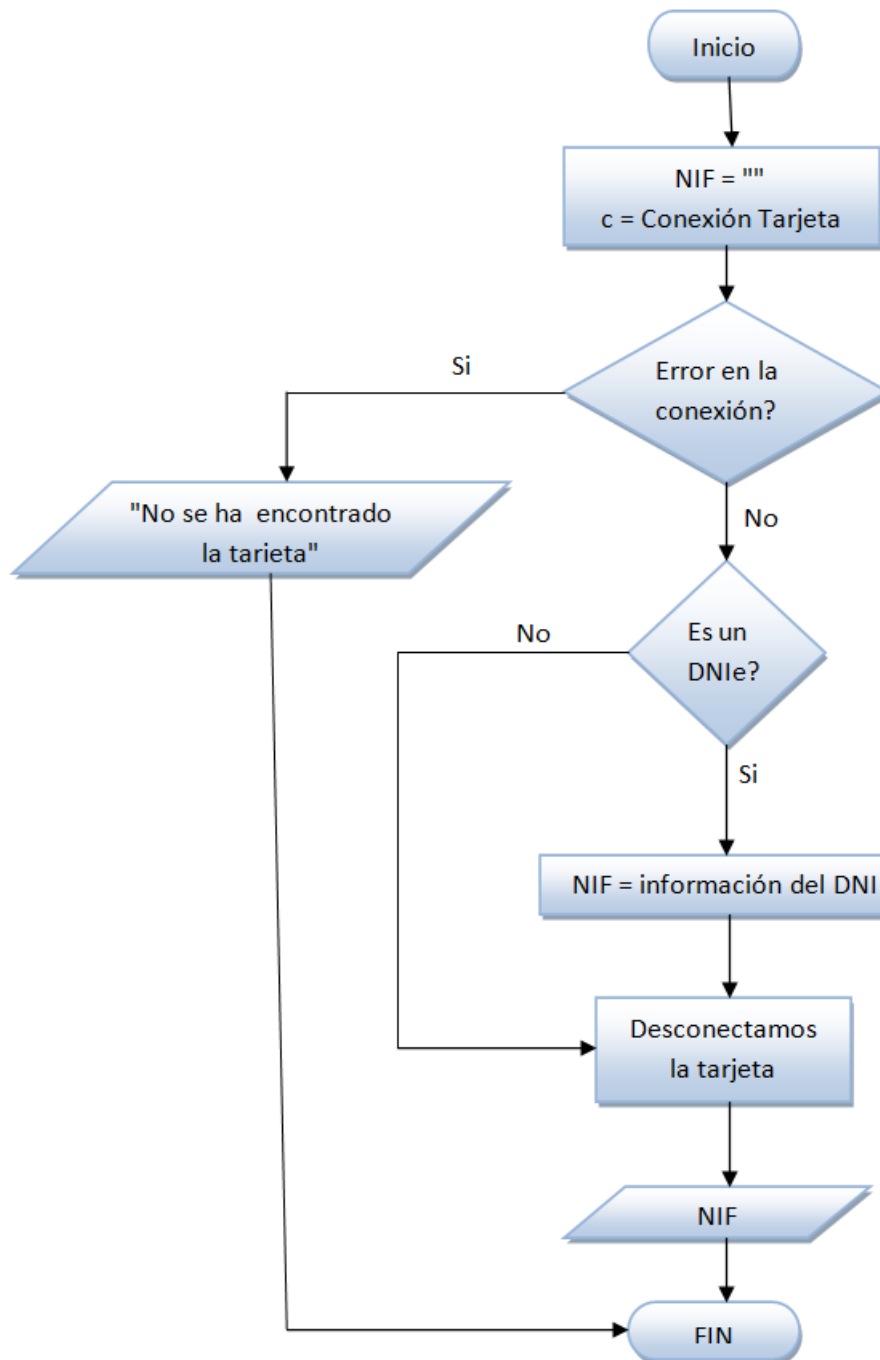 Inicio
NIF = ""
c = Conexión Tarjeta
Error en la
conexión?
Si
"No se ha  encontrado
la tarieta"
No
Es un
DNIe?
No
Si
NIF = información del DNI
Desconectamos
la tarjeta
NIF
FIN